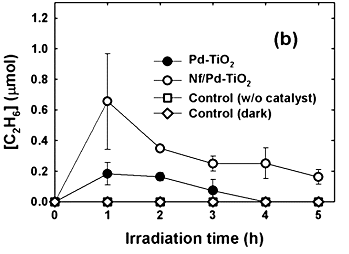 (b)
Pd-TiO2
Nf/Pd-TiO2
Control (w/o catalyst)
Control (dark)
[C2H6] (μmol)
1.2
1.0
0.8
0.6
0.4
0.2
0.0
0 1 2 3 4 5
Irradiation time (h)